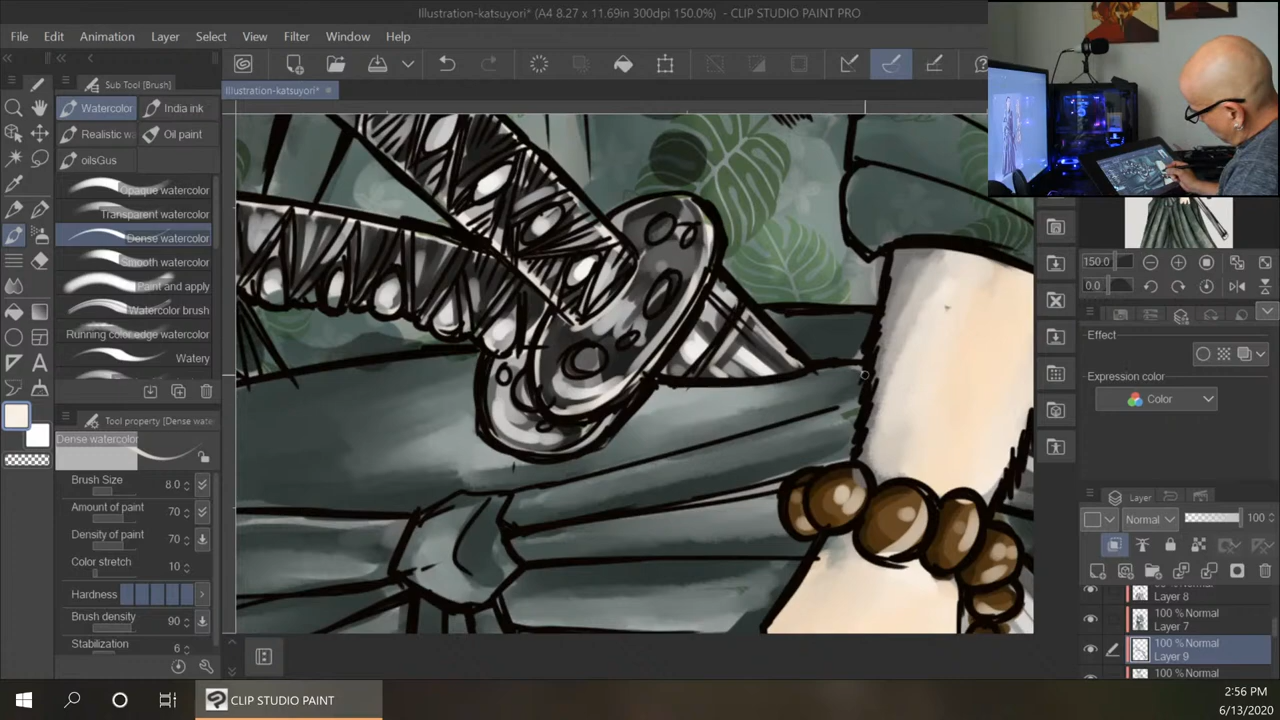 Illustration-katsuyori* (A4 8.27 x 11.69in 300dpi 150.0%) - CLIP STUDIO PAINT PRO
File Edit Animation Layer Select View Filter Window Help
Sub Tool [Brush]
Illustration-katsuyori*
Watercolor India ink
Realistic wa Oil paint
oilsGus
Opaque watercolor
Transparent watercolor
Dense watercolor
Smooth watercolor
Paint and apply
Watercolor brush
Running color edge watercolor
Watery
Tool property [Dense wate
Dense watercolor
Brush Size 8.0
Amount of paint 70
Density of paint 70
Color stretch 10
Hardness
Brush density 90
Stabilization 6
150.0
0.0
Effect
Expression color
Color
Layer
Normal 100
Layer 8
100 % Normal
Layer 7
100 % Normal
Layer 9
100 % Normal
CLIP STUDIO PAINT
2:56 PM
6/13/2020